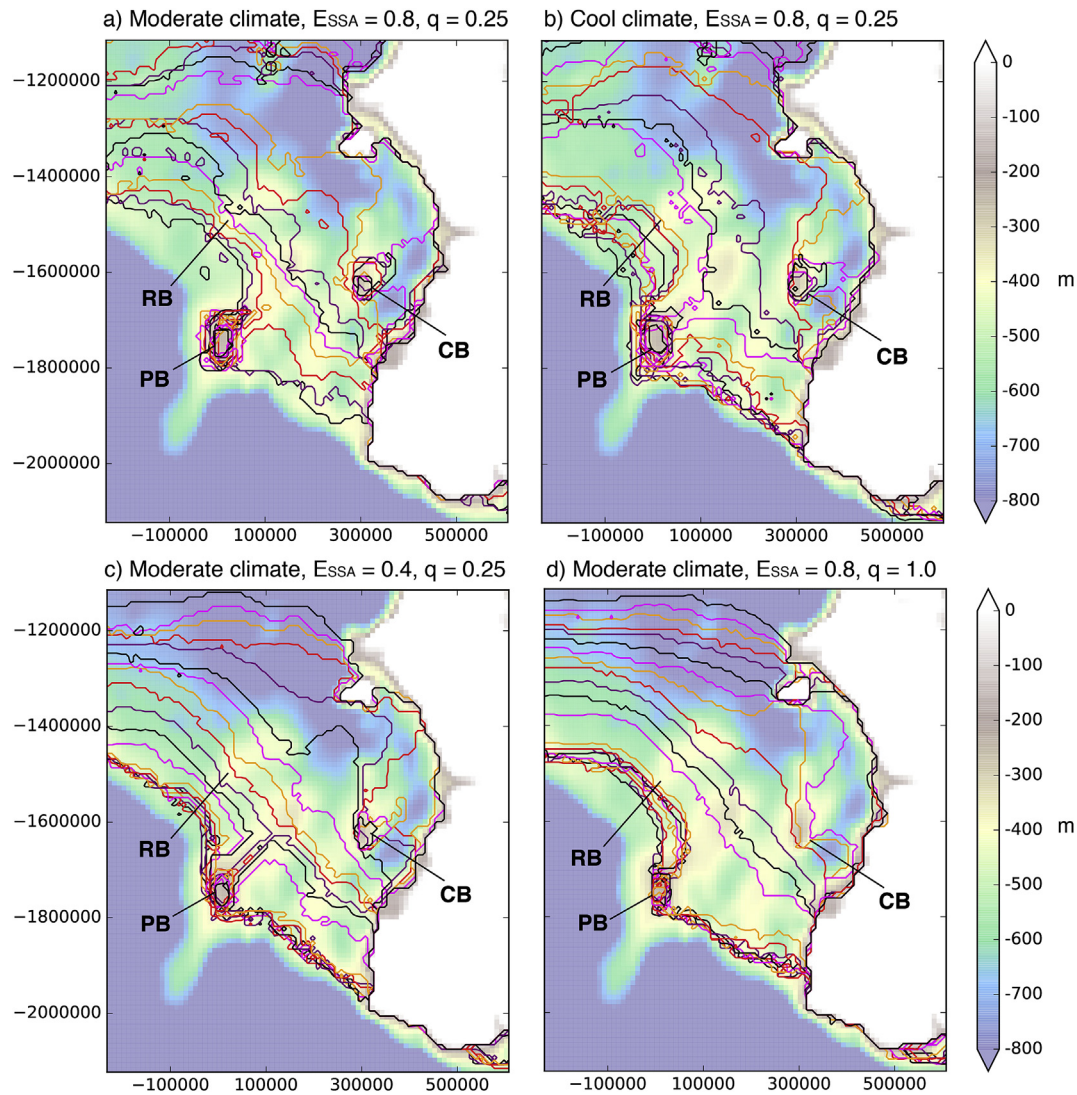 a) Moderate climate, ESSA = 0.8, q = 0.25
b) Cool climate, ESSA = 0.8, q = 0.25
−1200000
−1400000
−1600000
−1800000
−2000000
RB
PB
CB
RB
PB
CB
−100000 100000 300000 500000
−100000 100000 300000 500000
0
-100
-200
-300
-400
-500
-600
-700
-800
m
c) Moderate climate, ESSA = 0.4, q = 0.25
d) Moderate climate, ESSA = 0.8, q = 1.0
−1200000
−1400000
−1600000
−1800000
−2000000
RB
PB
CB
RB
PB
CB
−100000 100000 300000 500000
−100000 100000 300000 500000
0
-100
-200
-300
-400
-500
-600
-700
-800
m